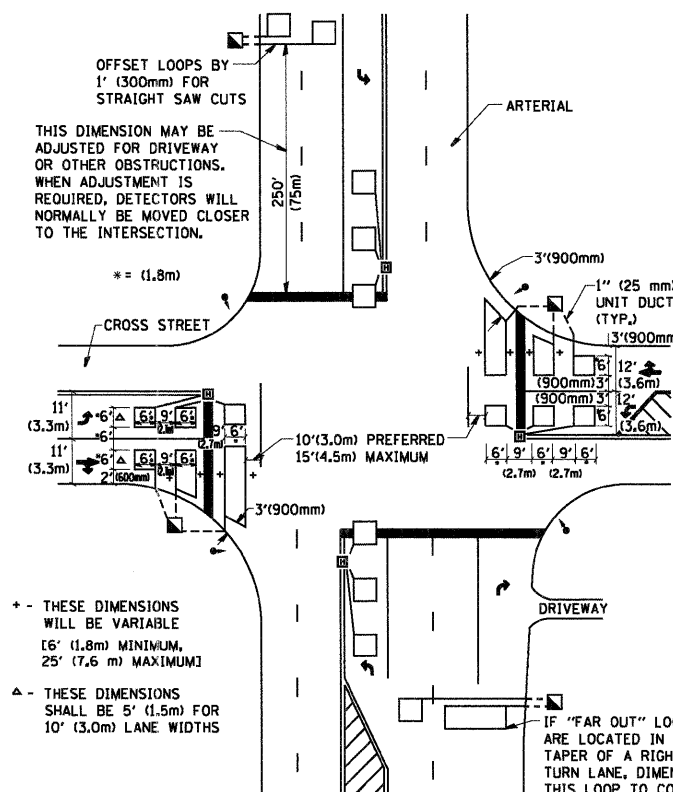 OFFSET LOOPS BY
1' (300mm) FOR
STRAIGHT SAW CUTS
ARTERIAL
THIS DIMENSION MAY BE
ADJUSTED FOR DRIVEWAY
OR OTHER OBSTRUCTIONS.
WHEN ADJUSTMENT IS
REQUIRED, DETECTORS WILL
NORMALLY BE MOVED CLOSER
TO THE INTERSECTION.
250'
(75m)
* = (1.8m)
3'(900mm)
1" (25 mm)
UNIT DUCT
(TYP.)
CROSS STREET
3'(900mm
*6'
12'
(3.6m)
(900mm)3'
(900mm)3'
12'
*6'
(3.6m)
11'
(3.3m)
*6'
6'
9'
6'
*6'
9'
6'
(2.7m)
11'
(3.3m)
*6'
6'
9'
6'
2'
(600mm)
10'(3.0m) PREFERRED
15'(4.5m) MAXIMUM
6' 9' 6' 9' 6'
(2.7m) (2.7m)
3'(900mm)
+ - THESE DIMENSIONS
WILL BE VARIABLE
[6' (1.8m) MINIMUM,
25' (7.6 m) MAXIMUM]
DRIVEWAY
△ - THESE DIMENSIONS
SHALL BE 5' (1.5m) FOR
10' (3.0m) LANE WIDTHS
IF "FAR OUT" LO
ARE LOCATED IN
TAPER OF A RIGH
TURN LANE, DIMEN
THIS LOOP TO CO